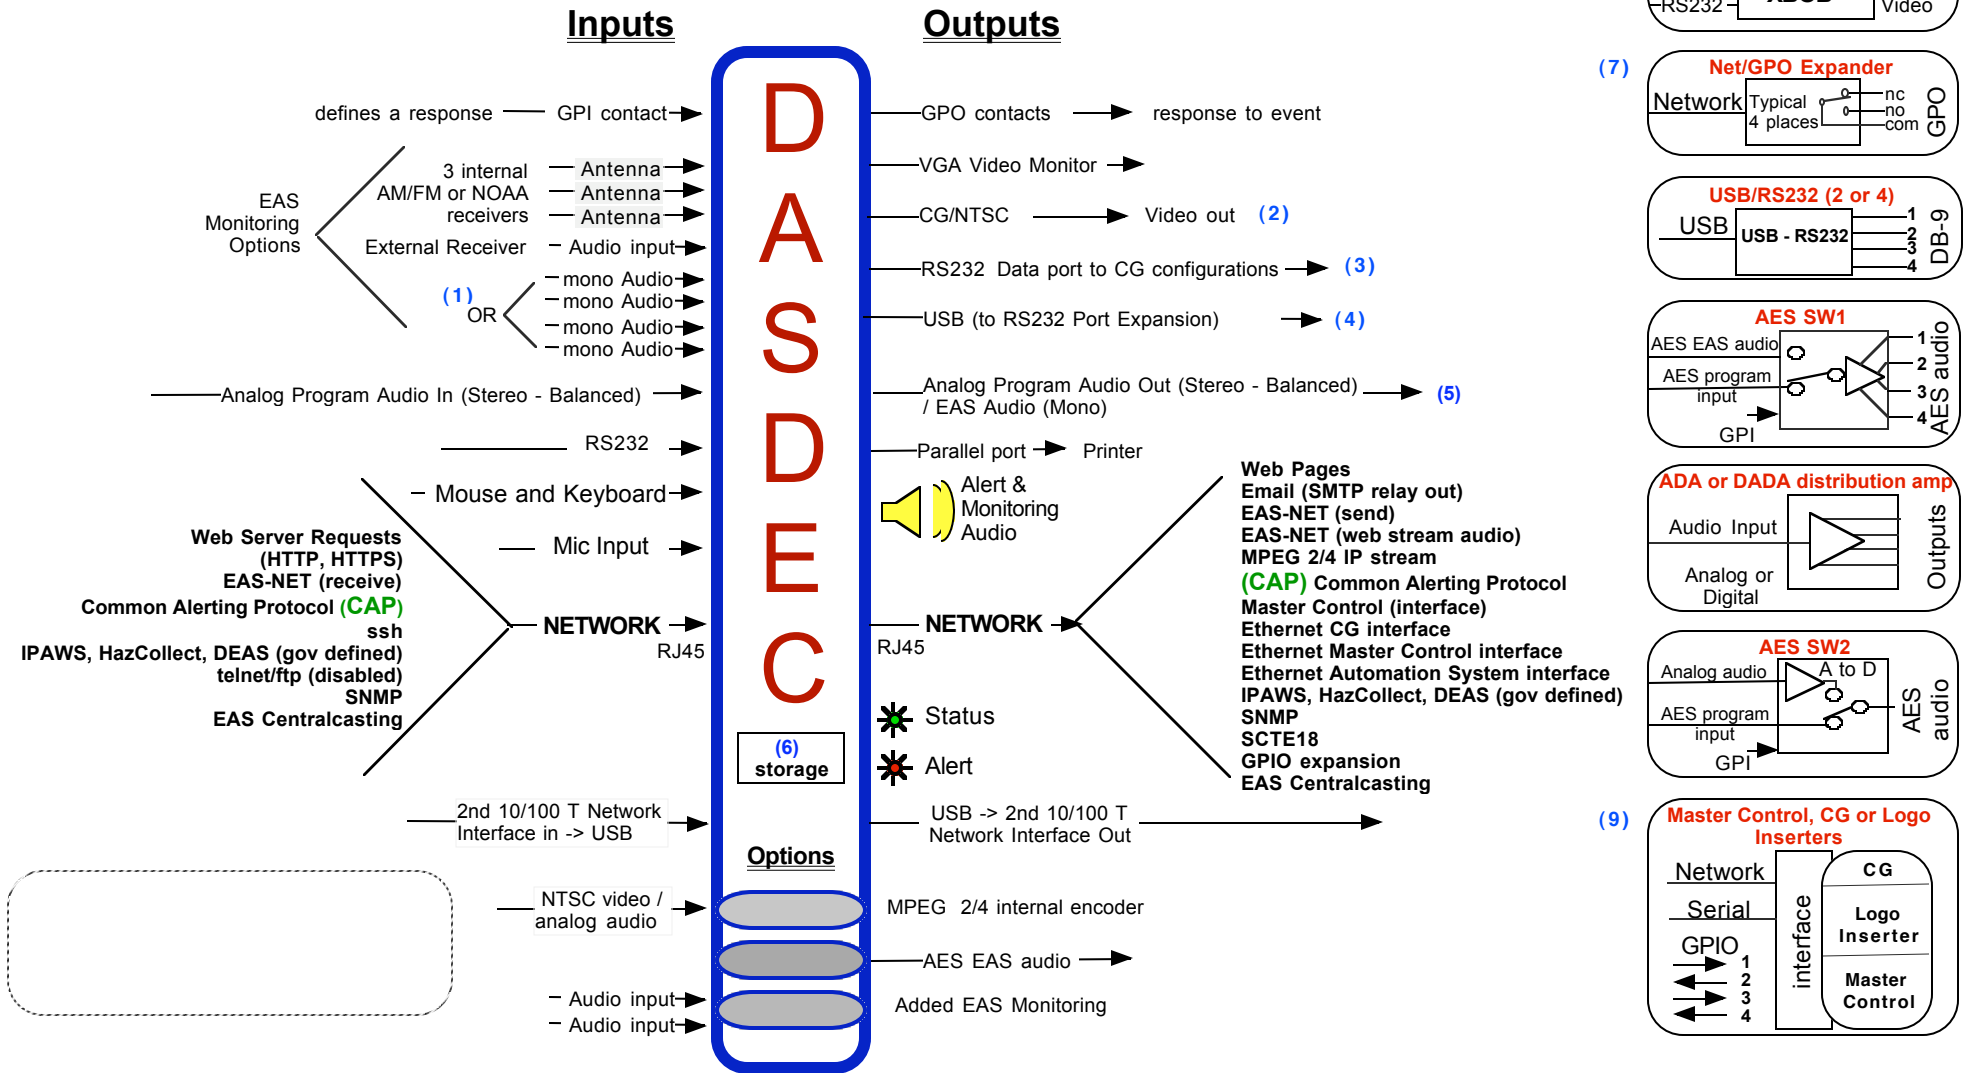 Inputs
Outputs
defines a response
GPI contact
EAS
Monitoring
Options
3 internal
AM/FM or NOAA
receivers
Antenna
Antenna
Antenna
External Receiver
Audio input
(1)
OR
mono Audio
mono Audio
mono Audio
mono Audio
Analog Program Audio In (Stereo - Balanced)
RS232
Mouse and Keyboard
Mic Input
Web Server Requests
(HTTP, HTTPS)
EAS-NET (receive)
Common Alerting Protocol (CAP)
ssh
IPAWS, HazCollect, DEAS (gov defined)
telnet/ftp (disabled)
SNMP
EAS Centralcasting
NETWORK
RJ45
2nd 10/100 T Network
Interface in -> USB
NTSC video /
analog audio
Audio input
Audio input
D
A
S
D
E
C
(6)
storage
Options
GPO contacts
response to event
VGA Video Monitor
CG/NTSC
Video out
(2)
RS232 Data port to CG configurations
(3)
USB (to RS232 Port Expansion)
(4)
Analog Program Audio Out (Stereo - Balanced)
/ EAS Audio (Mono)
(5)
Parallel port
Printer
Alert &
Monitoring
Audio
NETWORK
RJ45
Web Pages
Email (SMTP relay out)
EAS-NET (send)
EAS-NET (web stream audio)
MPEG 2/4 IP stream
(CAP) Common Alerting Protocol
Master Control (interface)
Ethernet CG interface
Ethernet Master Control interface
Ethernet Automation System interface
IPAWS, HazCollect, DEAS (gov defined)
SNMP
SCTE18
GPIO expansion
EAS Centralcasting
Status
Alert
USB -> 2nd 10/100 T
Network Interface Out
MPEG 2/4 internal encoder
AES EAS audio
Added EAS Monitoring
RS232
Video
(7)
Net/GPO Expander
Network
Typical
4 places
nc
no
com
GPO
USB/RS232 (2 or 4)
USB
USB - RS232
1
2
3
4
DB-9
AES SW1
AES EAS audio
AES program
input
GPI
1
2
3
4
AES audio
ADA or DADA distribution amp
Audio Input
Analog or
Digital
Outputs
AES SW2
Analog audio
A to D
AES program
input
GPI
AES
audio
(9)
Master Control, CG or Logo
Inserters
Network
Serial
GPIO
1
2
3
4
interface
CG
Logo
Inserter
Master
Control